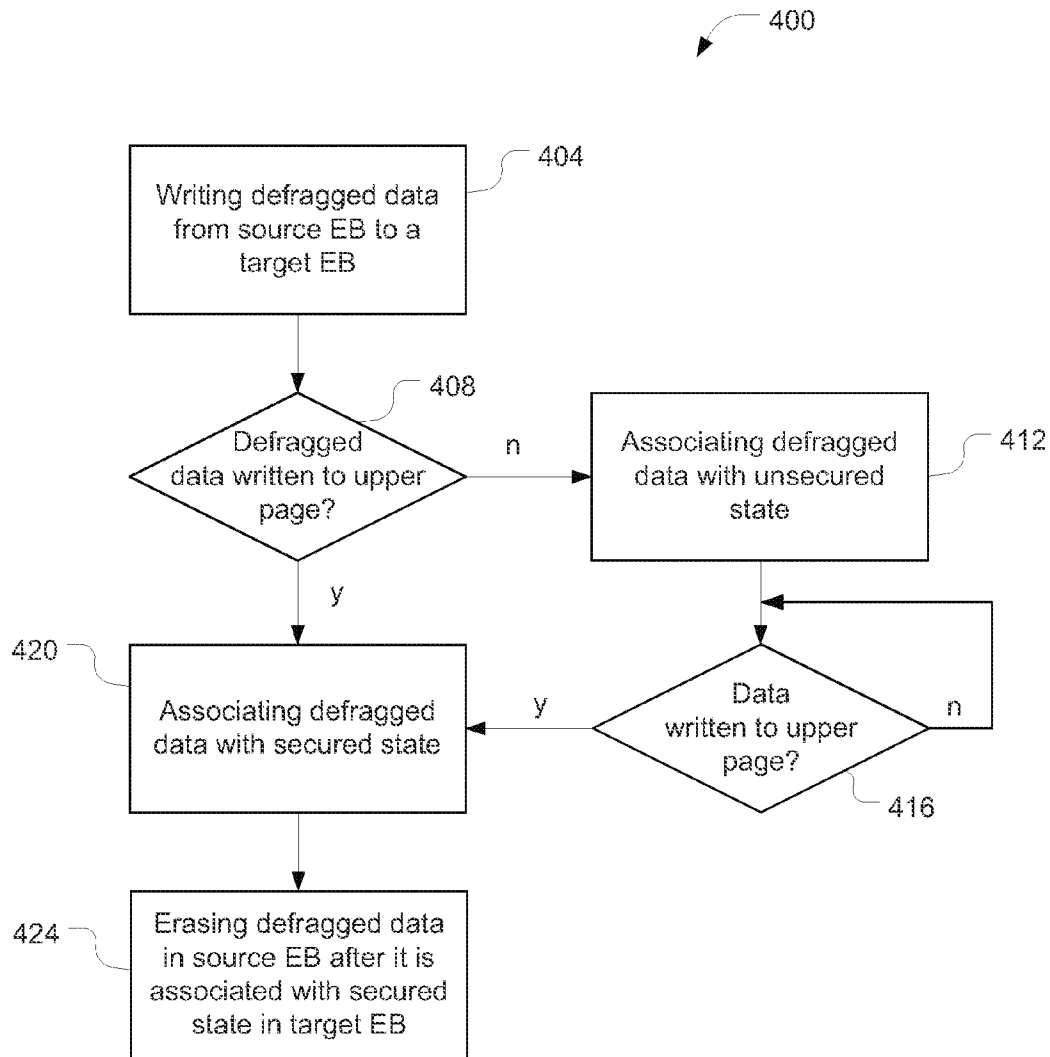 400
404
Writing defragged data
from source EB to a
target EB
408
Defragged
data written to upper
page?
n
Associating defragged
data with unsecured
state
412
y
420
Associating defragged
data with secured state
y
Data
written to upper
page?
n
416
424
Erasing defragged data
in source EB after it is
associated with secured
state in target EB